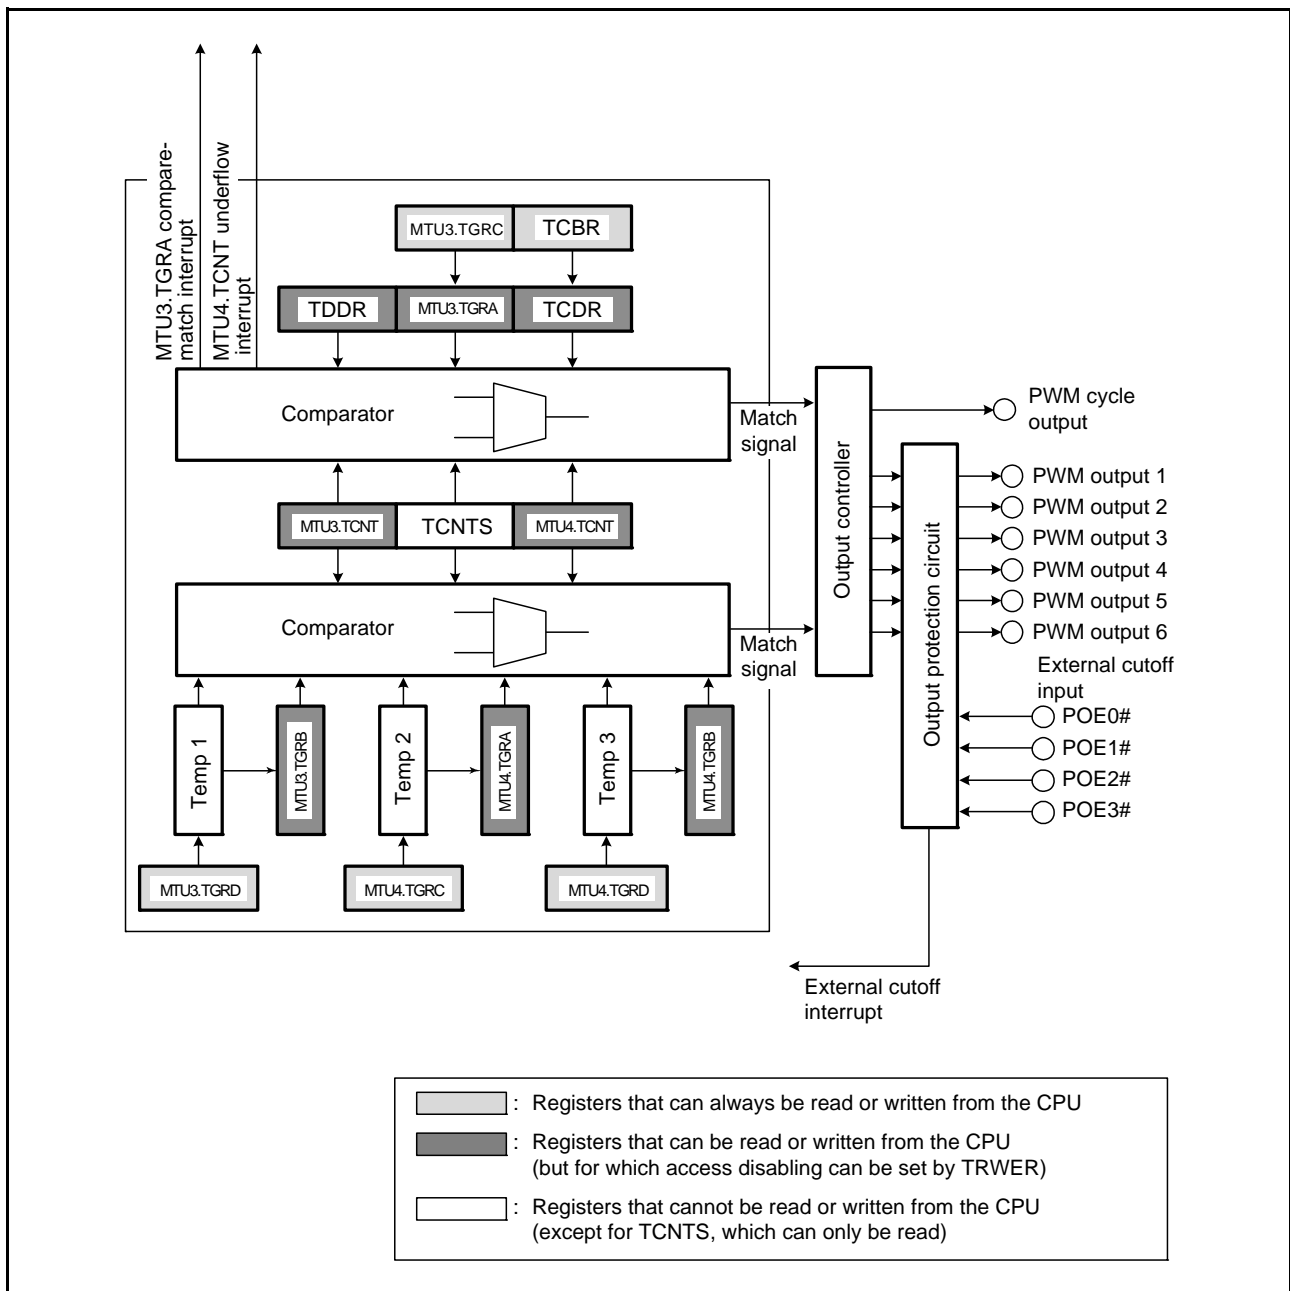 MTU3.TGRA compare-
match interrupt
MTU4.TCNT underflow
interrupt
MTU3.TGRC
TCBR
TDDR
MTU3.TGRA
TCDR
Comparator
Match
signal
MTU3.TCNT
TCNTS
MTU4.TCNT
Comparator
Match
signal
Temp 1
MTU3.TGRB
Temp 2
MTU4.TGRA
Temp 3
MTU4.TGRB
MTU3.TGRD
MTU4.TGRC
MTU4.TGRD
Output controller
Output protection circuit
PWM cycle
output
PWM output 1
PWM output 2
PWM output 3
PWM output 4
PWM output 5
PWM output 6
External cutoff
input
POE0#
POE1#
POE2#
POE3#
External cutoff
interrupt
: Registers that can always be read or written from the CPU
: Registers that can be read or written from the CPU
(but for which access disabling can be set by TRWER)
: Registers that cannot be read or written from the CPU
(except for TCNTS, which can only be read)